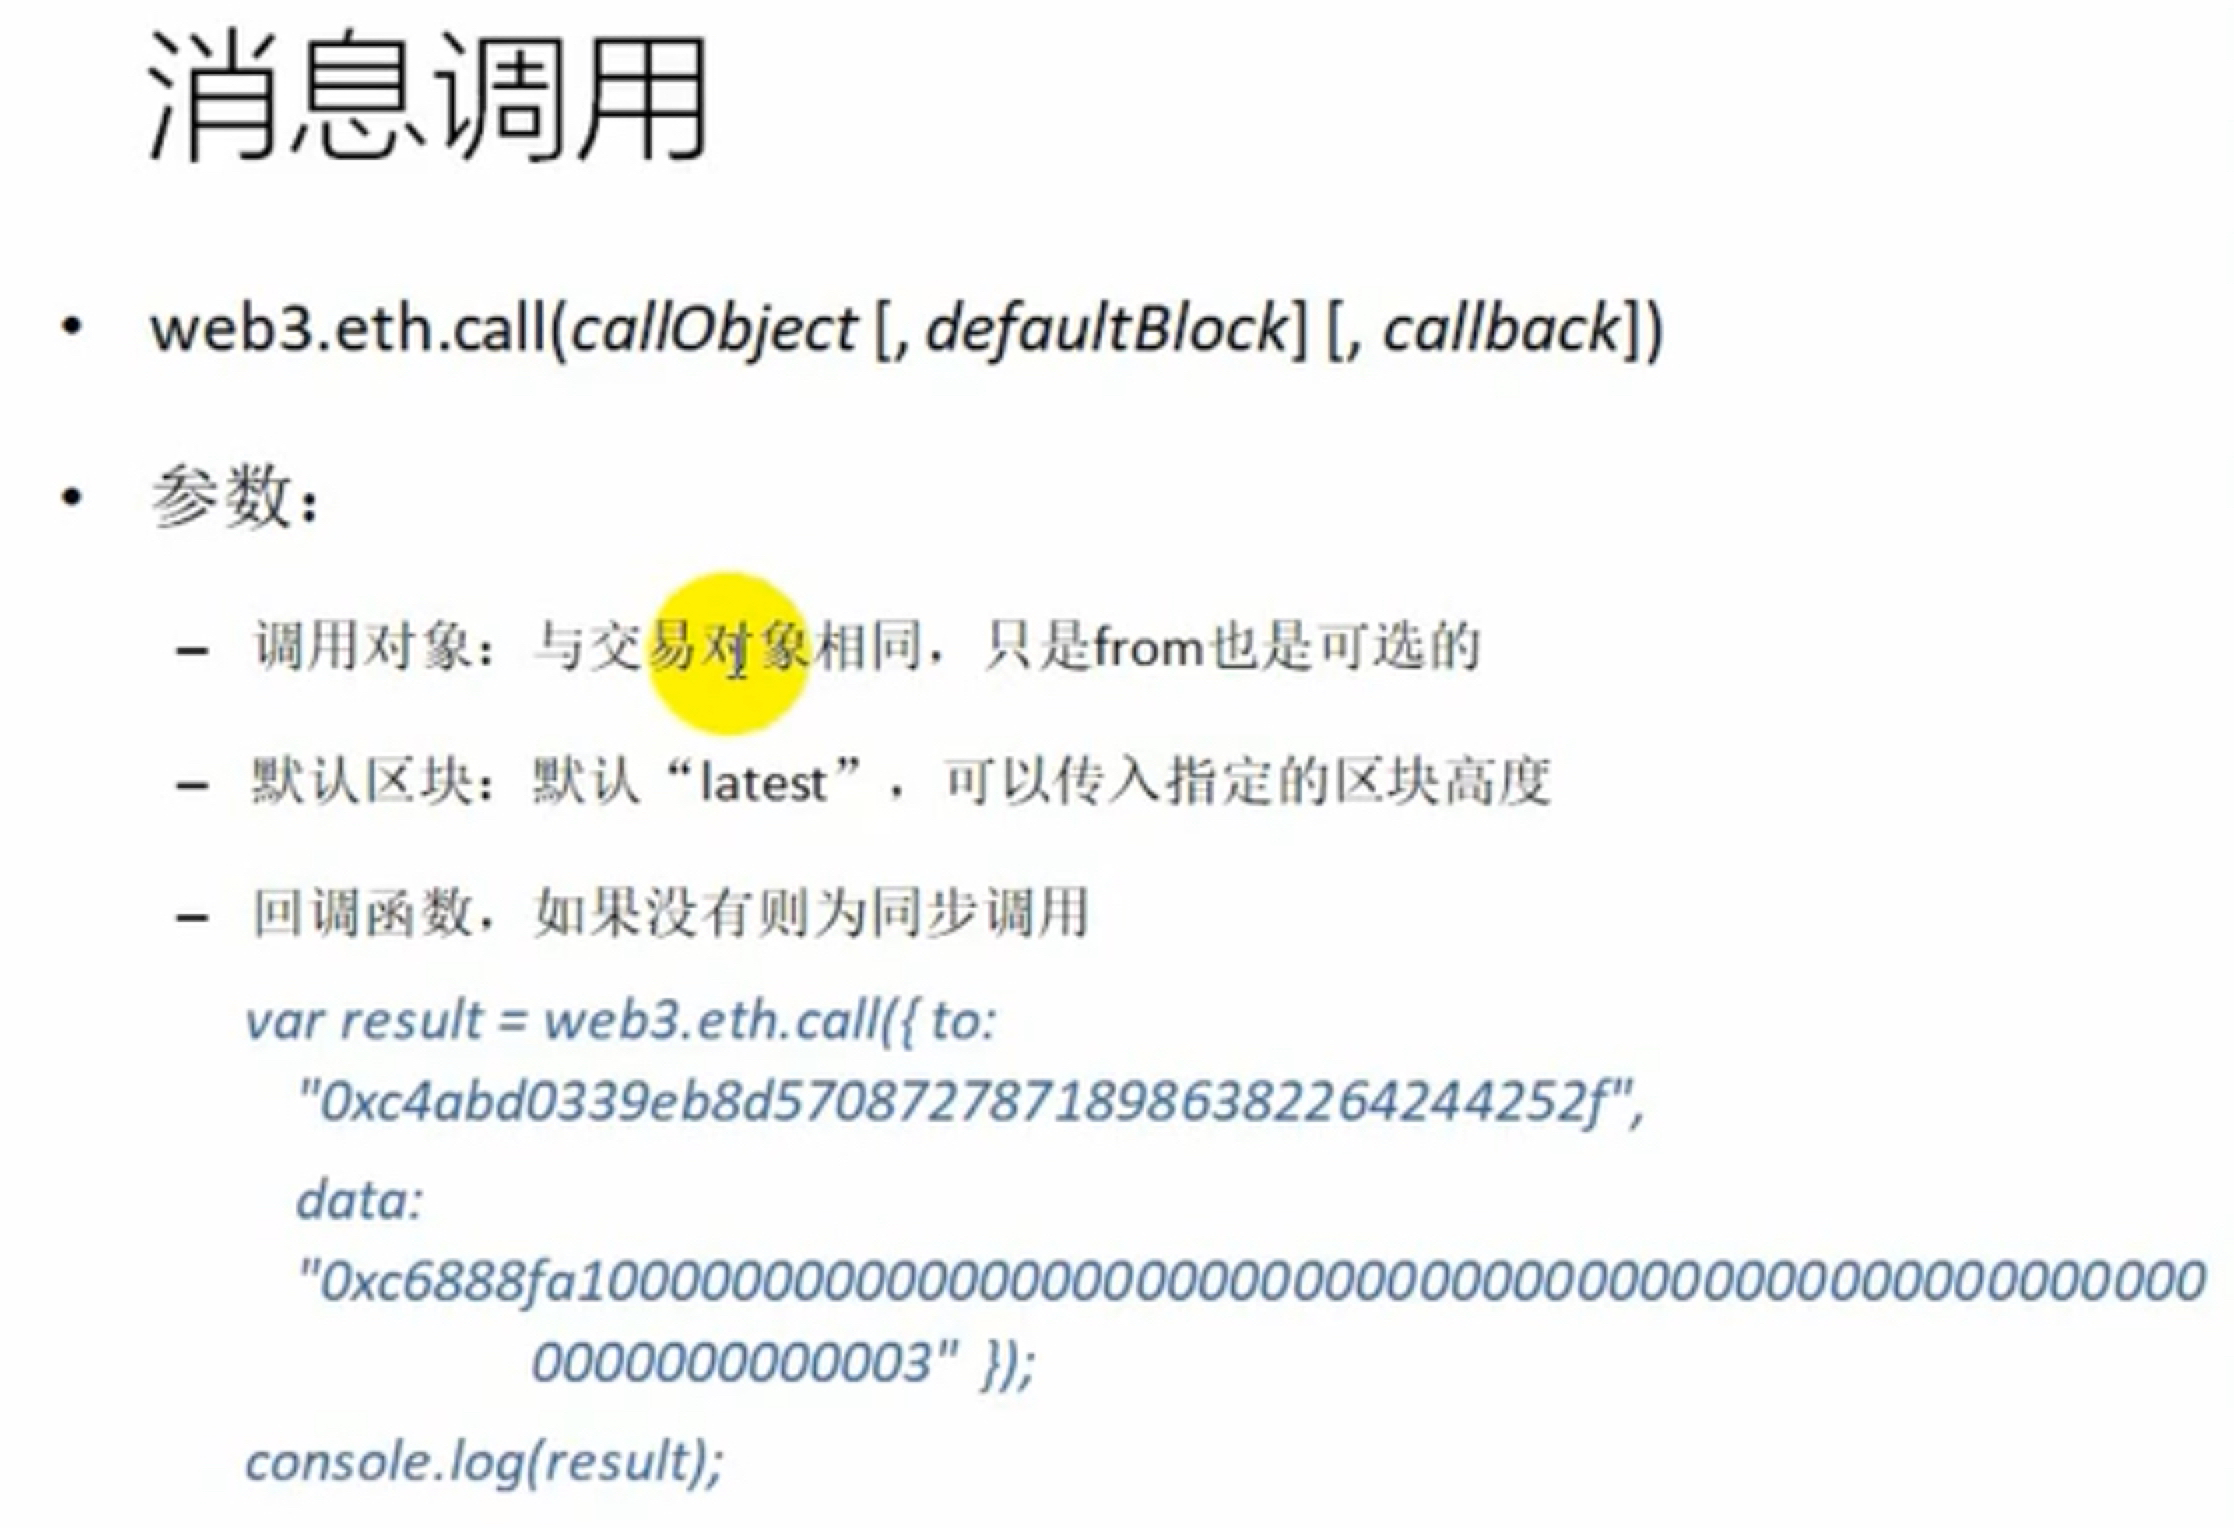 消息调用
• web3.eth.call(callObject [, defaultBlock] [, callback])
• 参数：
– 调用对象：与交易对象相同，只是from也是可选的
– 默认区块：默认“latest”，可以传入指定的区块高度
– 回调函数，如果没有则为同步调用
var result = web3.eth.call({ to:
"0xc4abd0339eb8d57087278718986382264244252f",
data:
"0xc6888fa1000000000000000000000000000000000000000000000000000
0000000000003" });
console.log(result);